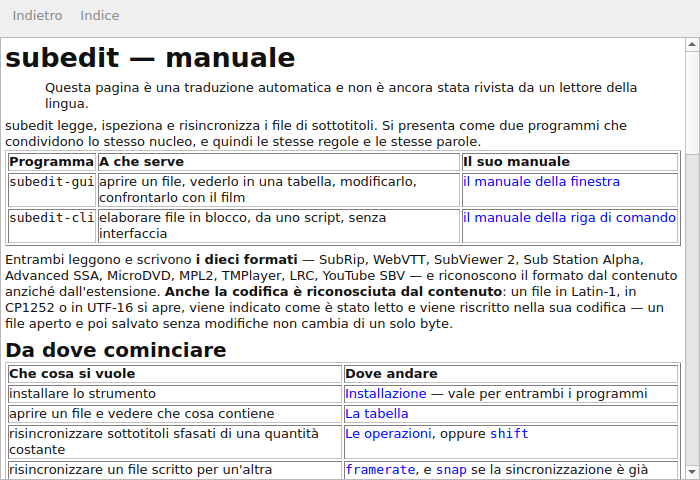 Indietro Indice
subedit — manuale
Questa pagina è una traduzione automatica e non è ancora stata rivista da un lettore della
lingua.
subedit legge, ispeziona e risincronizza i file di sottotitoli. Si presenta come due programmi che
condividono lo stesso nucleo, e quindi le stesse regole e le stesse parole.
Programma A che serve Il suo manuale
subedit-gui aprire un file, vederlo in una tabella, modificarlo, il manuale della finestra
confrontarlo con il film
subedit-cli elaborare file in blocco, da uno script, senza il manuale della riga di comando
interfaccia
Entrambi leggono e scrivono i dieci formati — SubRip, WebVTT, SubViewer 2, Sub Station Alpha,
Advanced SSA, MicroDVD, MPL2, TMPlayer, LRC, YouTube SBV — e riconoscono il formato dal contenuto
anziché dall'estensione. Anche la codifica è riconosciuta dal contenuto: un file in Latin-1, in
CP1252 o in UTF-16 si apre, viene indicato come è stato letto e viene riscritto nella sua codifica — un
file aperto e poi salvato senza modifiche non cambia di un solo byte.
Da dove cominciare
Che cosa si vuole Dove andare
installare lo strumento Installazione — vale per entrambi i programmi
aprire un file e vedere che cosa contiene La tabella
risincronizzare sottotitoli sfasati di una quantità Le operazioni, oppure shift
costante
risincronizzare un file scritto per un'altra framerate, e snap se la sincronizzazione è già